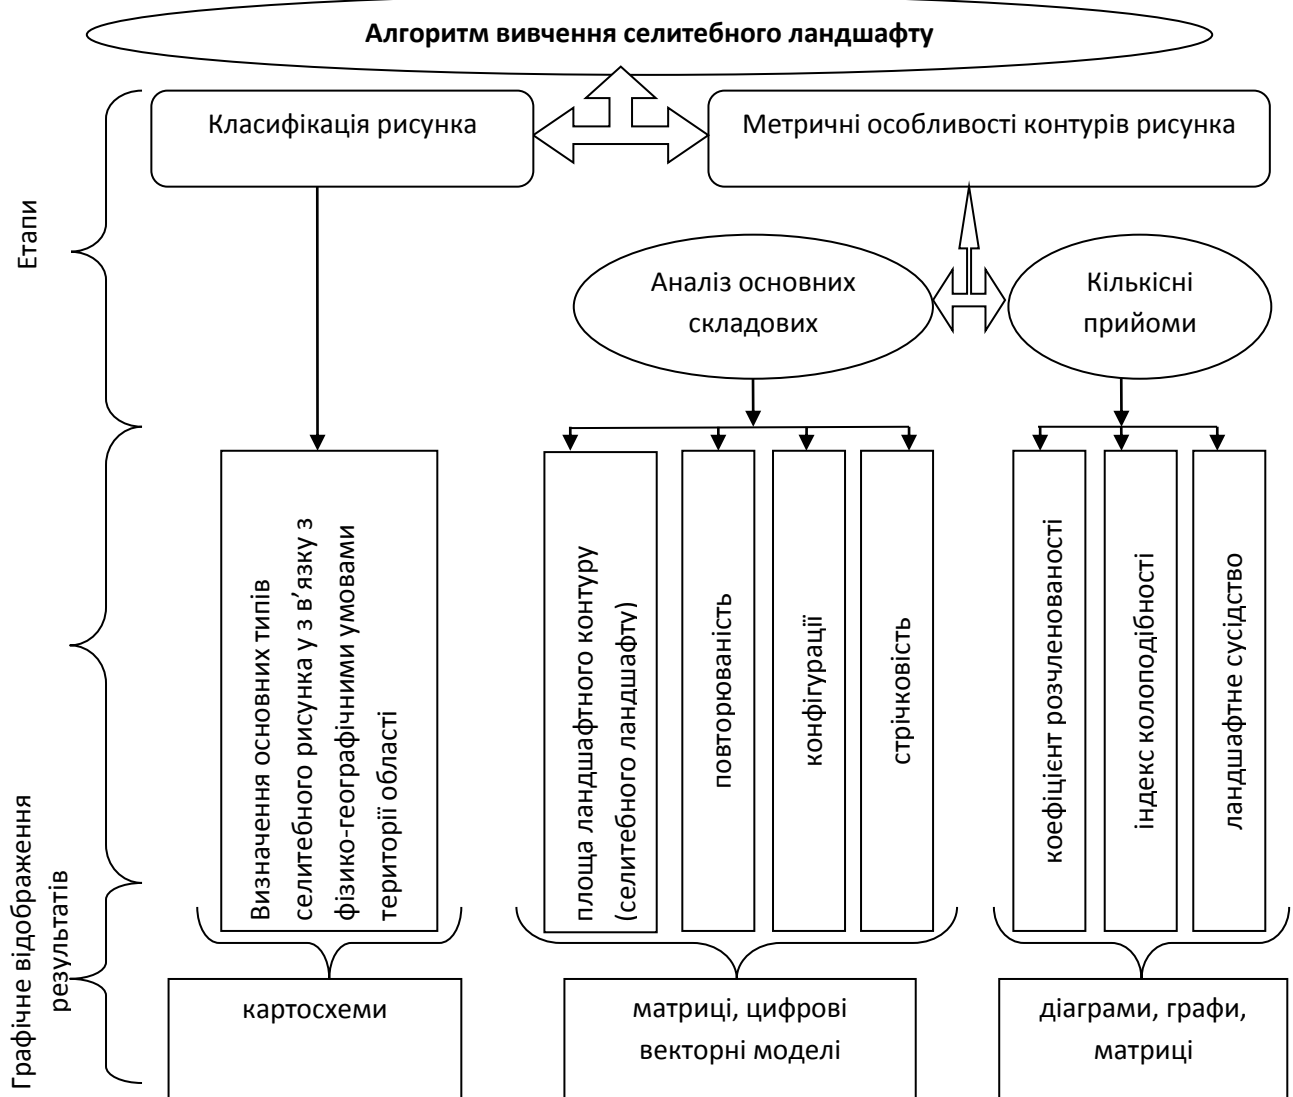 Алгоритм вивчення селитебного ландшафту
Класифікація рисунка
Метричні особливості контурів рисунка
Етапи
Аналіз основних
складових
Кількісні
прийоми
Визначення основних типів
селитебного рисунка у з в’язку з
фізико-географічними умовами
території області
площа ландшафтного контуру
(селитебного ландшафту)
повторюваність
конфігурації
стрічковість
коефіцієнт розчленованості
індекс колоподібності
ландшафтне сусідство
Графічне відображення
результатів
картосхеми
матриці, цифрові
векторні моделі
діаграми, графи,
матриці